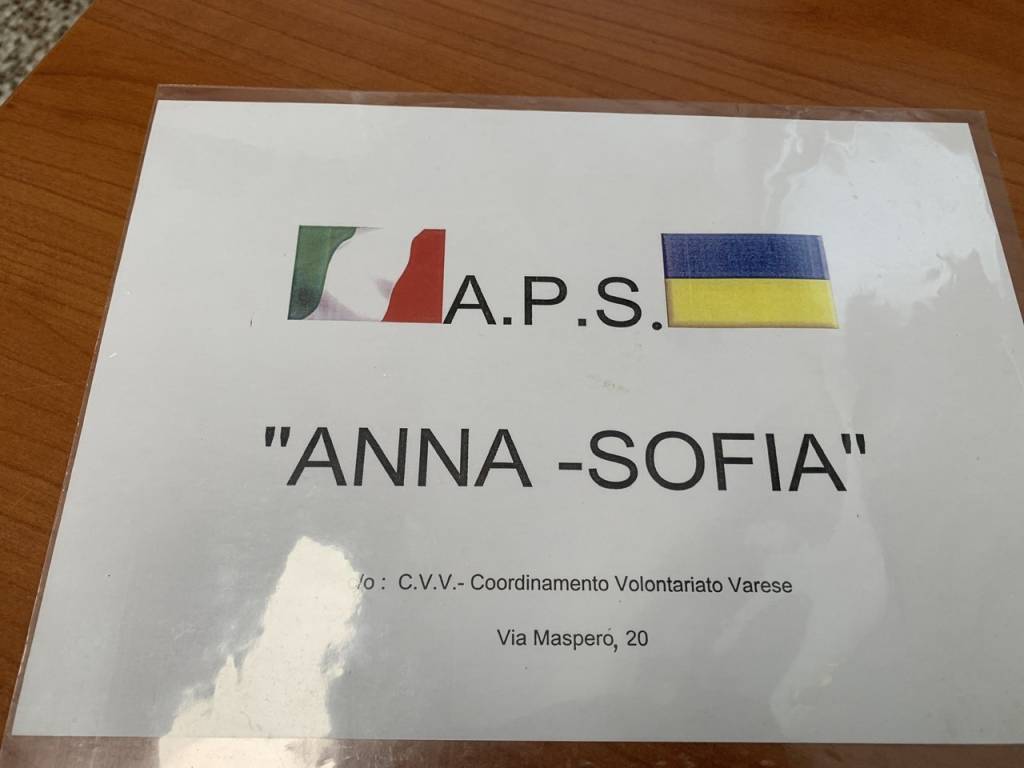 A.P.S.
"ANNA -SOFIA"
c/o : C.V.V.- Coordinamento Volontariato Varese
Via Maspero, 20